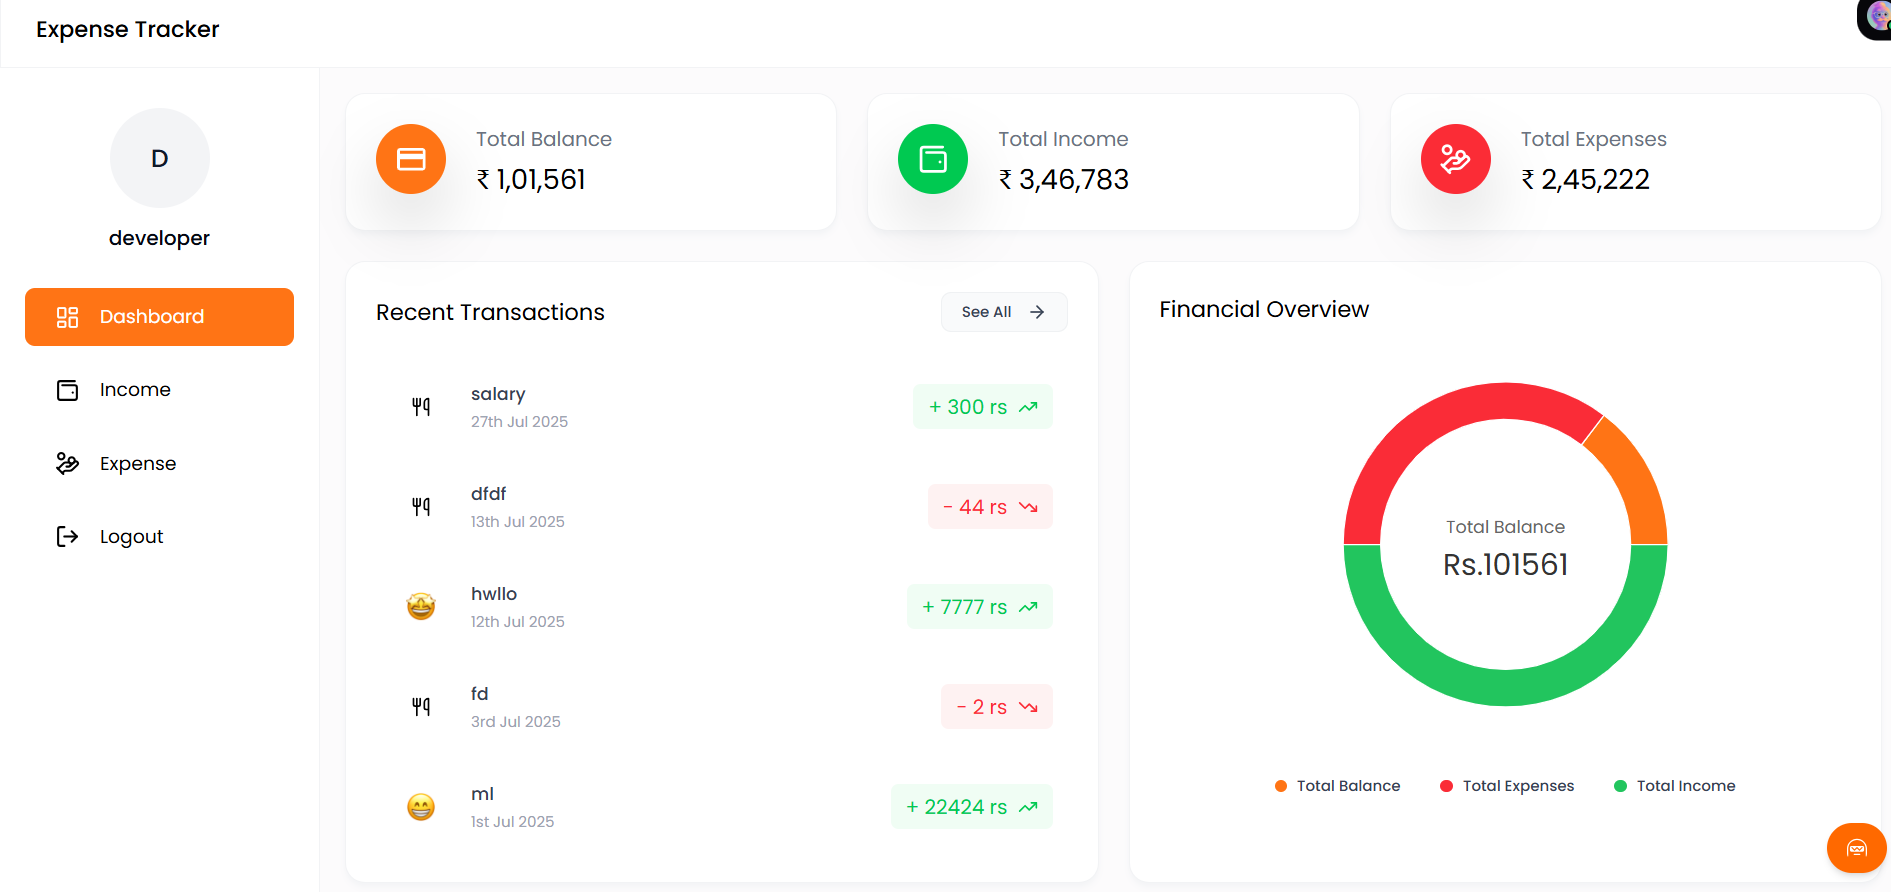 Expense Tracker
D
developer
Dashboard
Income
Expense
Logout
Total Balance
₹ 1,01,561
Total Income
₹ 3,46,783
Total Expenses
₹ 2,45,222
Recent Transactions
See All
salary
27th Jul 2025
+ 300 rs
dfdf
13th Jul 2025
- 44 rs
hwllo
12th Jul 2025
+ 7777 rs
fd
3rd Jul 2025
- 2 rs
ml
1st Jul 2025
+ 22424 rs
Financial Overview
Total Balance
Rs.101561
Total Balance
Total Expenses
Total Income